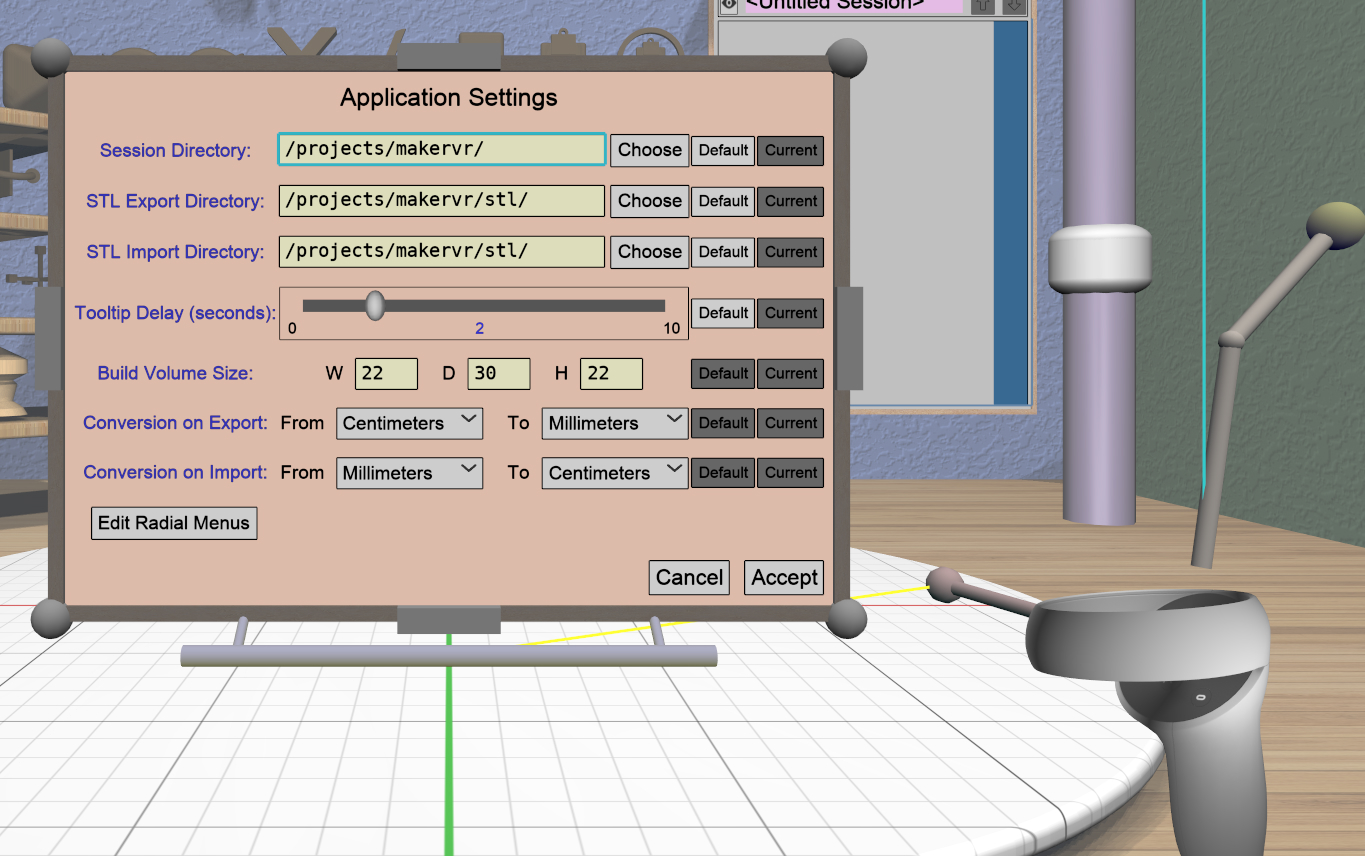 <Untitled Session>
Application Settings
Session Directory: /projects/makervr/ Choose Default Current
STL Export Directory: /projects/makervr/stl/ Choose Default Current
STL Import Directory: /projects/makervr/stl/ Choose Default Current
Tooltip Delay (seconds): 0 2 10 Default Current
Build Volume Size: W 22 D 30 H 22 Default Current
Conversion on Export: From Centimeters To Millimeters Default Current
Conversion on Import: From Millimeters To Centimeters Default Current
Edit Radial Menus
Cancel Accept